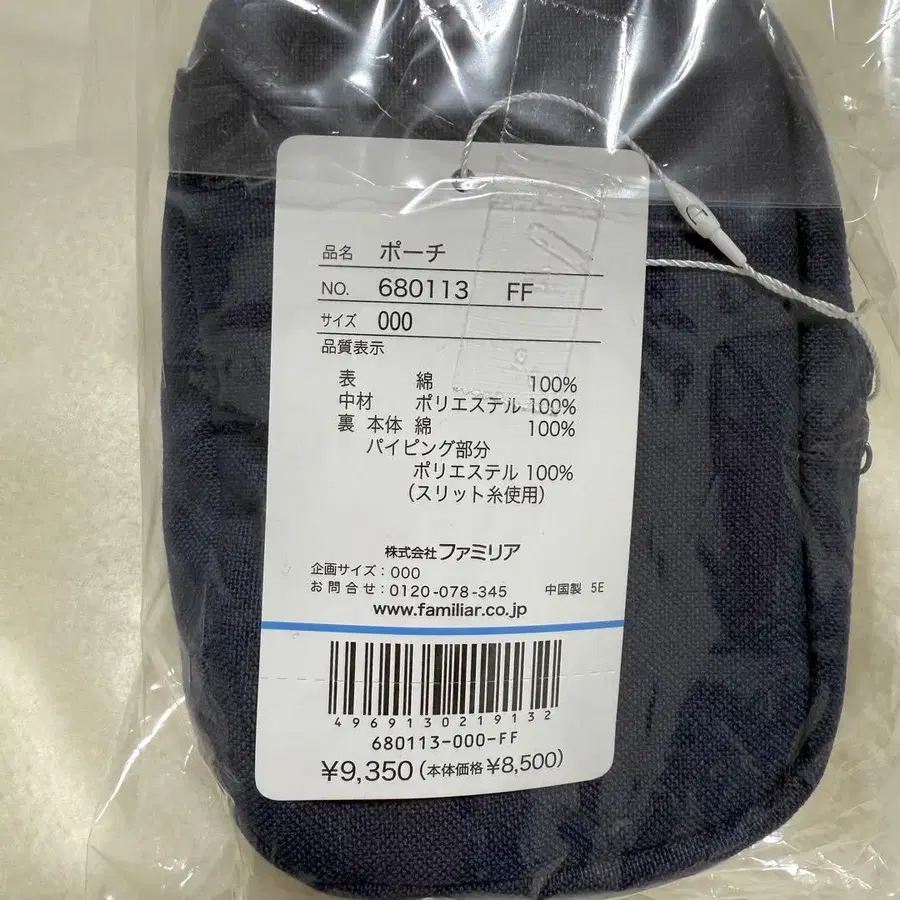 品名 ポーチ
NO. 680113 FF
サイズ 000
品質表示
表 綿 100%
中材 ポリエステル 100%
裏 本体 綿 100%
パイピング部分
ポリエステル 100%
(スリット糸使用)
株式会社ファミリア
企画サイズ:000
お問合せ:0120-078-345 中国製 5E
www.familiar.co.jp
4969130219132
680113-000-FF
¥9,350(本体価格¥8,500)